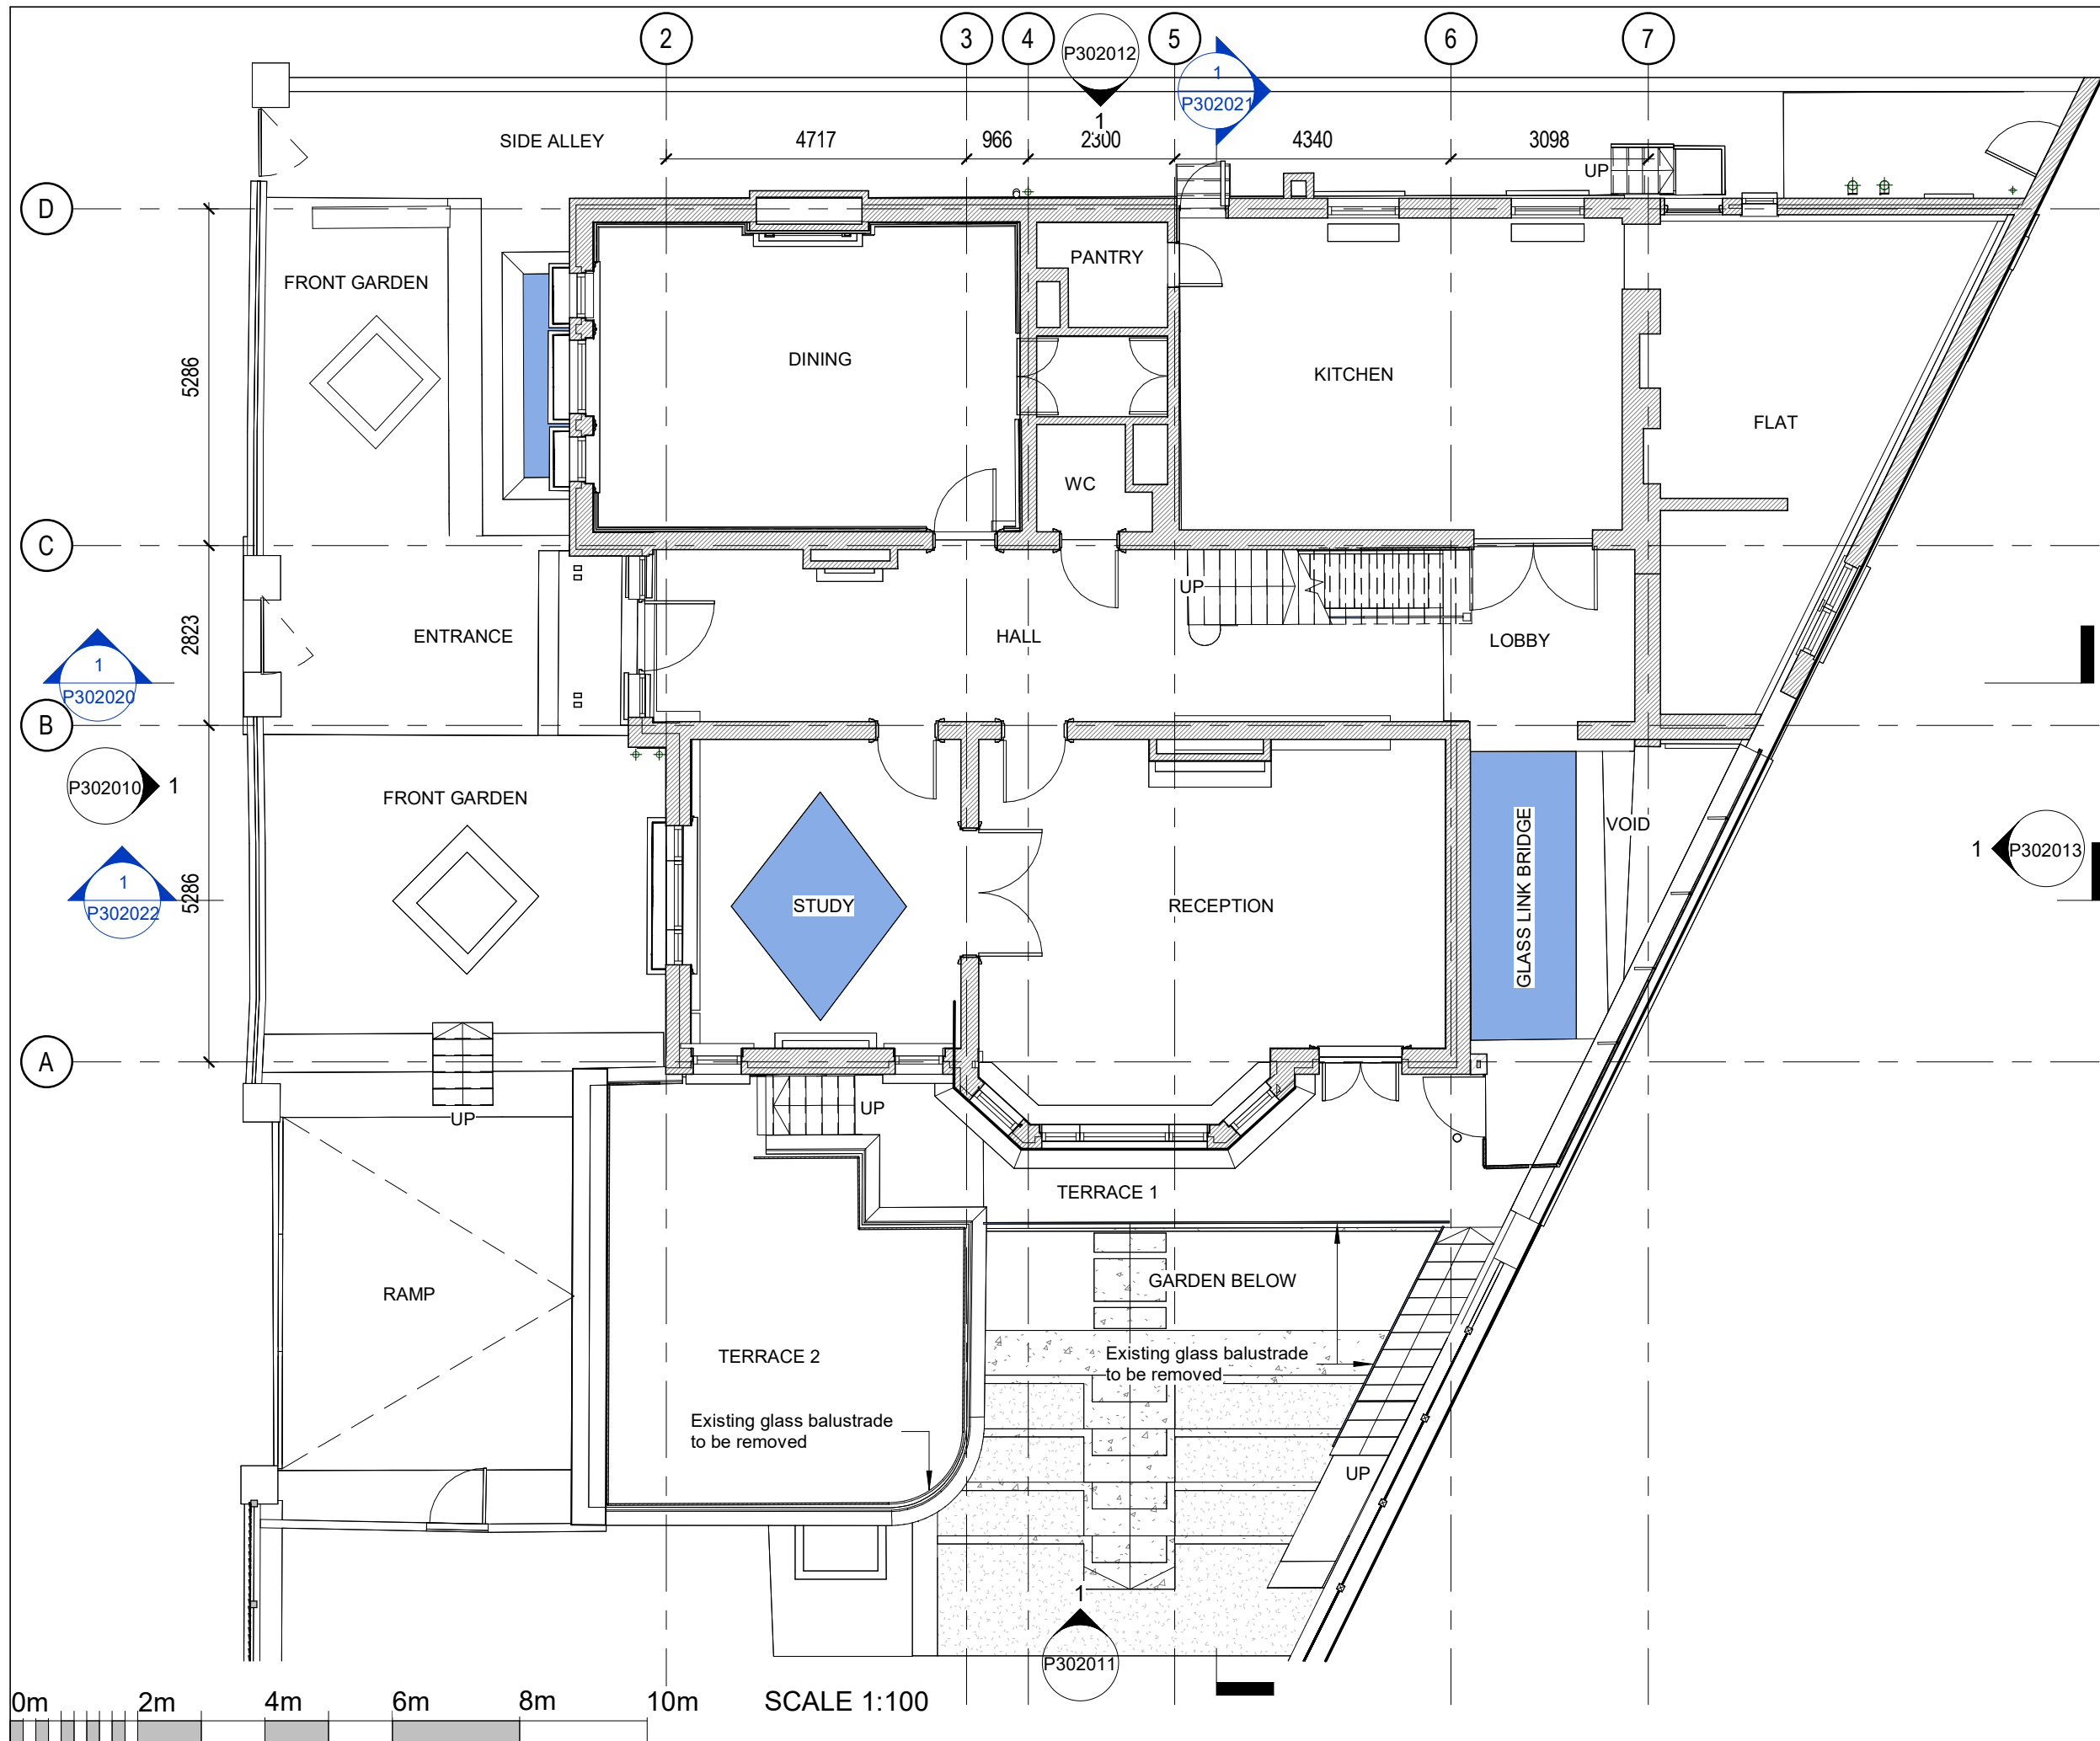 2
3
4
P302012
1
5
1
P302021
6
7
SIDE ALLEY
4717
966
2300
4340
3098
UP
D
FRONT GARDEN
PANTRY
5286
DINING
KITCHEN
FLAT
WC
C
UP
2823
ENTRANCE
HALL
LOBBY
1
P302020
B
P302010
1
FRONT GARDEN
VOID
GLASS LINK BRIDGE
1
P302013
1
P302022
5286
STUDY
RECEPTION
A
UP
UP
TERRACE 1
RAMP
GARDEN BELOW
TERRACE 2
Existing glass balustrade
to be removed
Existing glass balustrade
to be removed
UP
1
P302011
0m
2m
4m
6m
8m
10m
SCALE 1:100